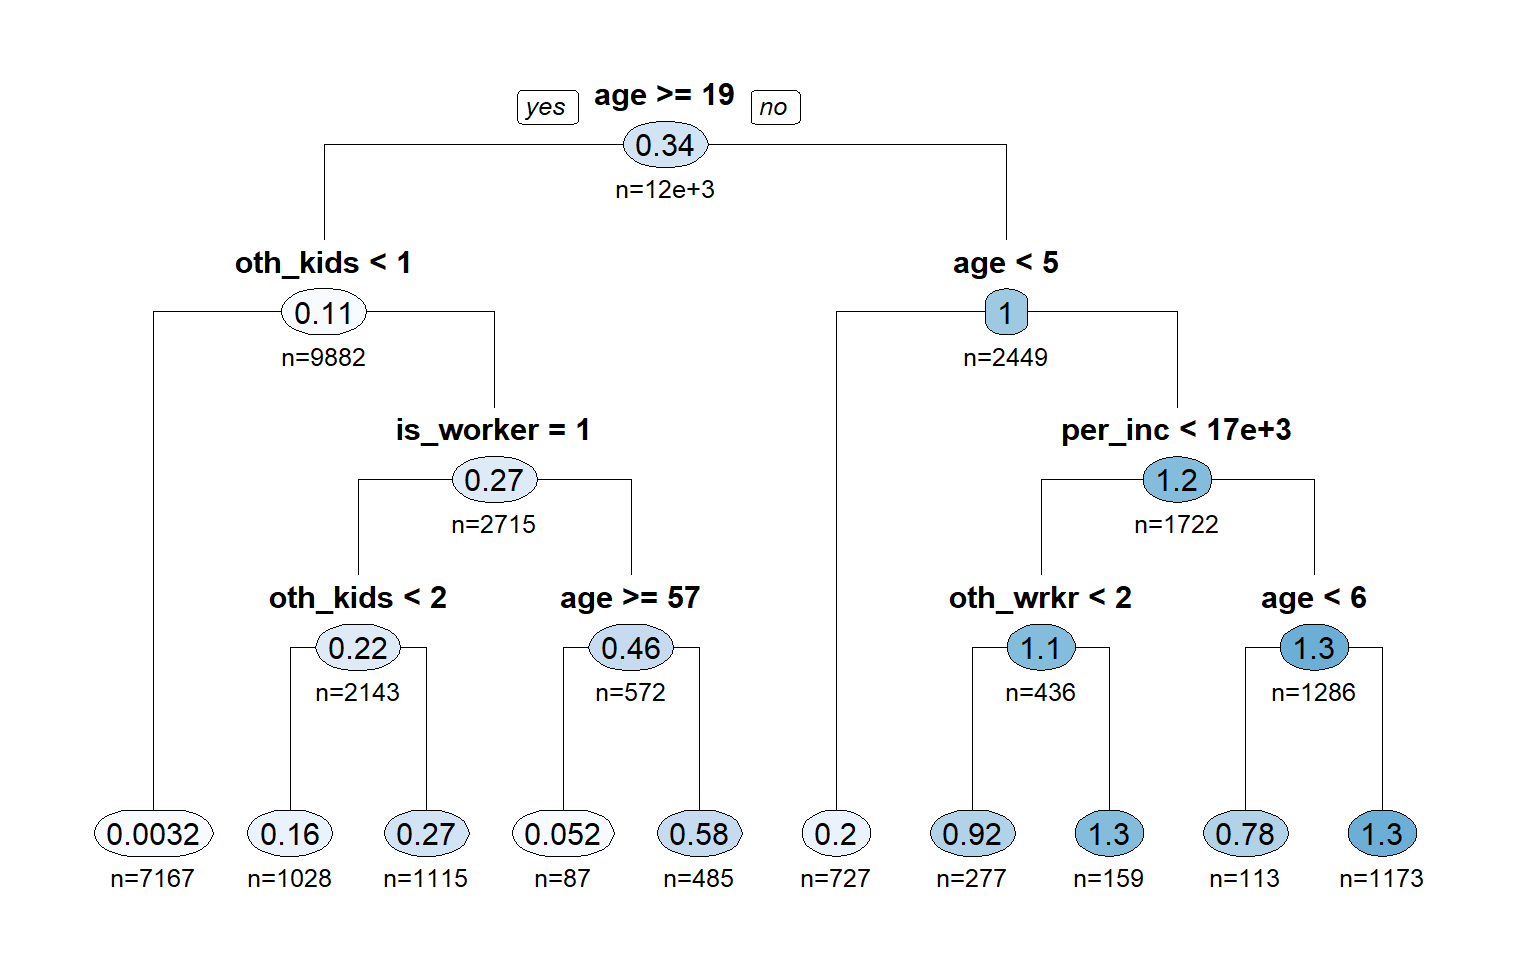 yes age >= 19 no
0.34
n=12e+3
oth_kids < 1 age < 5
0.11 1
n=9882 n=2449
is_worker = 1 per_inc < 17e+3
0.27 1.2
n=2715 n=1722
oth_kids < 2 age >= 57 oth_wrkr < 2 age < 6
0.22 0.46 1.1 1.3
n=2143 n=572 n=436 n=1286
0.0032 0.16 0.27 0.052 0.58 0.2 0.92 1.3 0.78 1.3
n=7167 n=1028 n=1115 n=87 n=485 n=727 n=277 n=159 n=113 n=1173